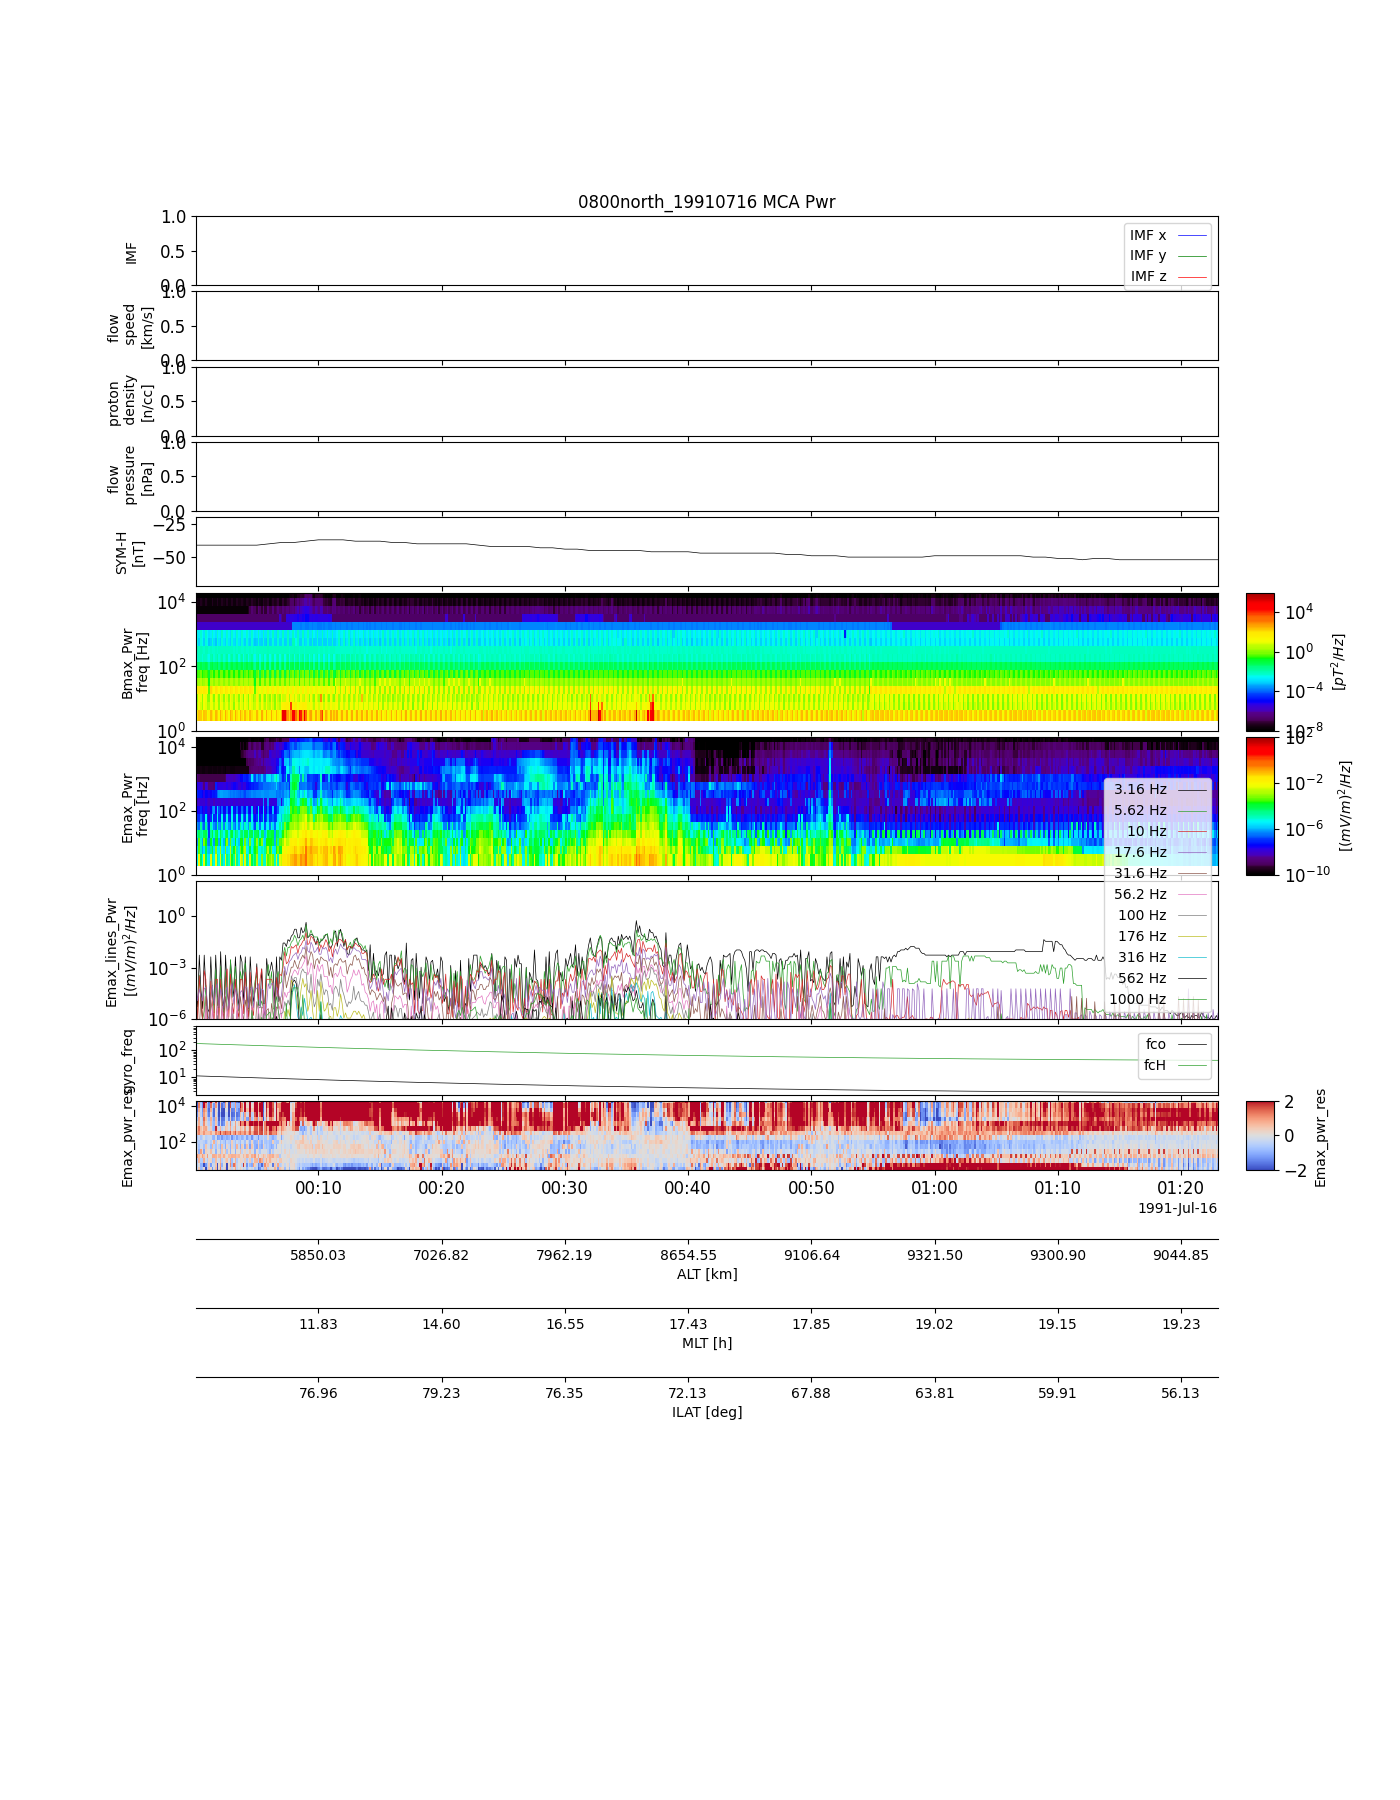 0800north_19910716 MCA Pwr
1.0
0.5
0.0
IMF
IMF x
IMF y
IMF z
1.0
0.5
0.0
flow
speed
[km/s]
1.0
0.5
0.0
proton
density
[n/cc]
1.0
0.5
0.0
flow
pressure
[nPa]
−25
−50
SYM-H
[nT]
10^4
10^2
10^0
Bmax_Pwr
freq [Hz]
10^4
10^0
10^−4
10^−8
[pT^2/Hz]
10^4
10^2
10^0
Emax_Pwr
freq [Hz]
10^2
10^−2
10^−6
10^−10
[(mV/m)^2/Hz]
3.16 Hz
5.62 Hz
10 Hz
17.6 Hz
31.6 Hz
56.2 Hz
100 Hz
176 Hz
316 Hz
562 Hz
1000 Hz
10^0
10^−3
10^−6
Emax_lines_Pwr
[(mV/m)^2/Hz]
10^2
10^1
gyro_freq
fco
fcH
10^4
10^2
Emax_pwr_res
2
0
−2
Emax_pwr_res
00:10 00:20 00:30 00:40 00:50 01:00 01:10 01:20
1991-Jul-16
5850.03 7026.82 7962.19 8654.55 9106.64 9321.50 9300.90 9044.85
ALT [km]
11.83 14.60 16.55 17.43 17.85 19.02 19.15 19.23
MLT [h]
76.96 79.23 76.35 72.13 67.88 63.81 59.91 56.13
ILAT [deg]